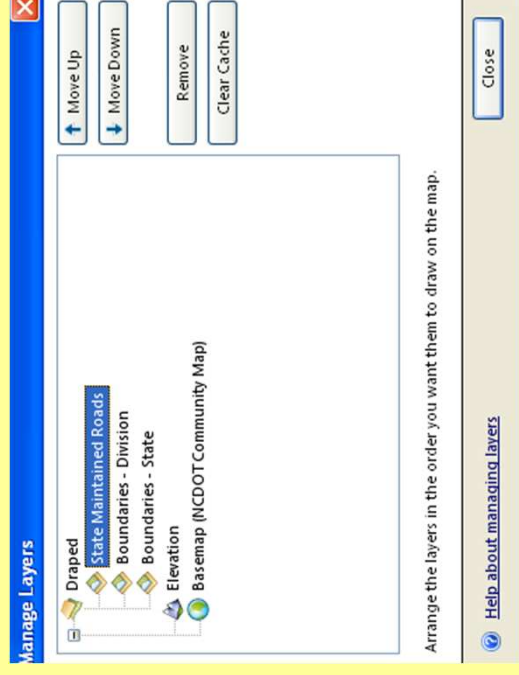 Manage Layers
Draped
State Maintained Roads
Boundaries - Division
Boundaries - State
Elevation
Basemap (NCDOT Community Map)
Move Up
Move Down
Remove
Clear Cache
Arrange the layers in the order you want them to draw on the map.
Help about managing layers
Close